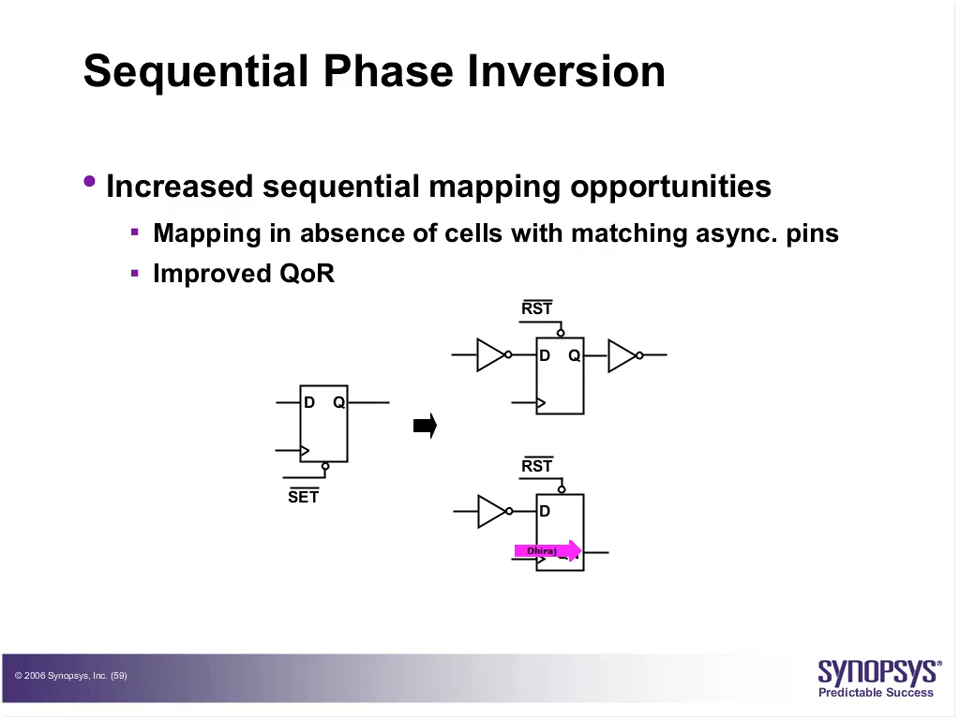 Sequential Phase Inversion
• Increased sequential mapping opportunities
▪ Mapping in absence of cells with matching async. pins
▪ Improved QoR
RST
D Q
D Q
SET
RST
D
Dhiraj
© 2006 Synopsys, Inc. (59)
SYNOPSYS®
Predictable Success